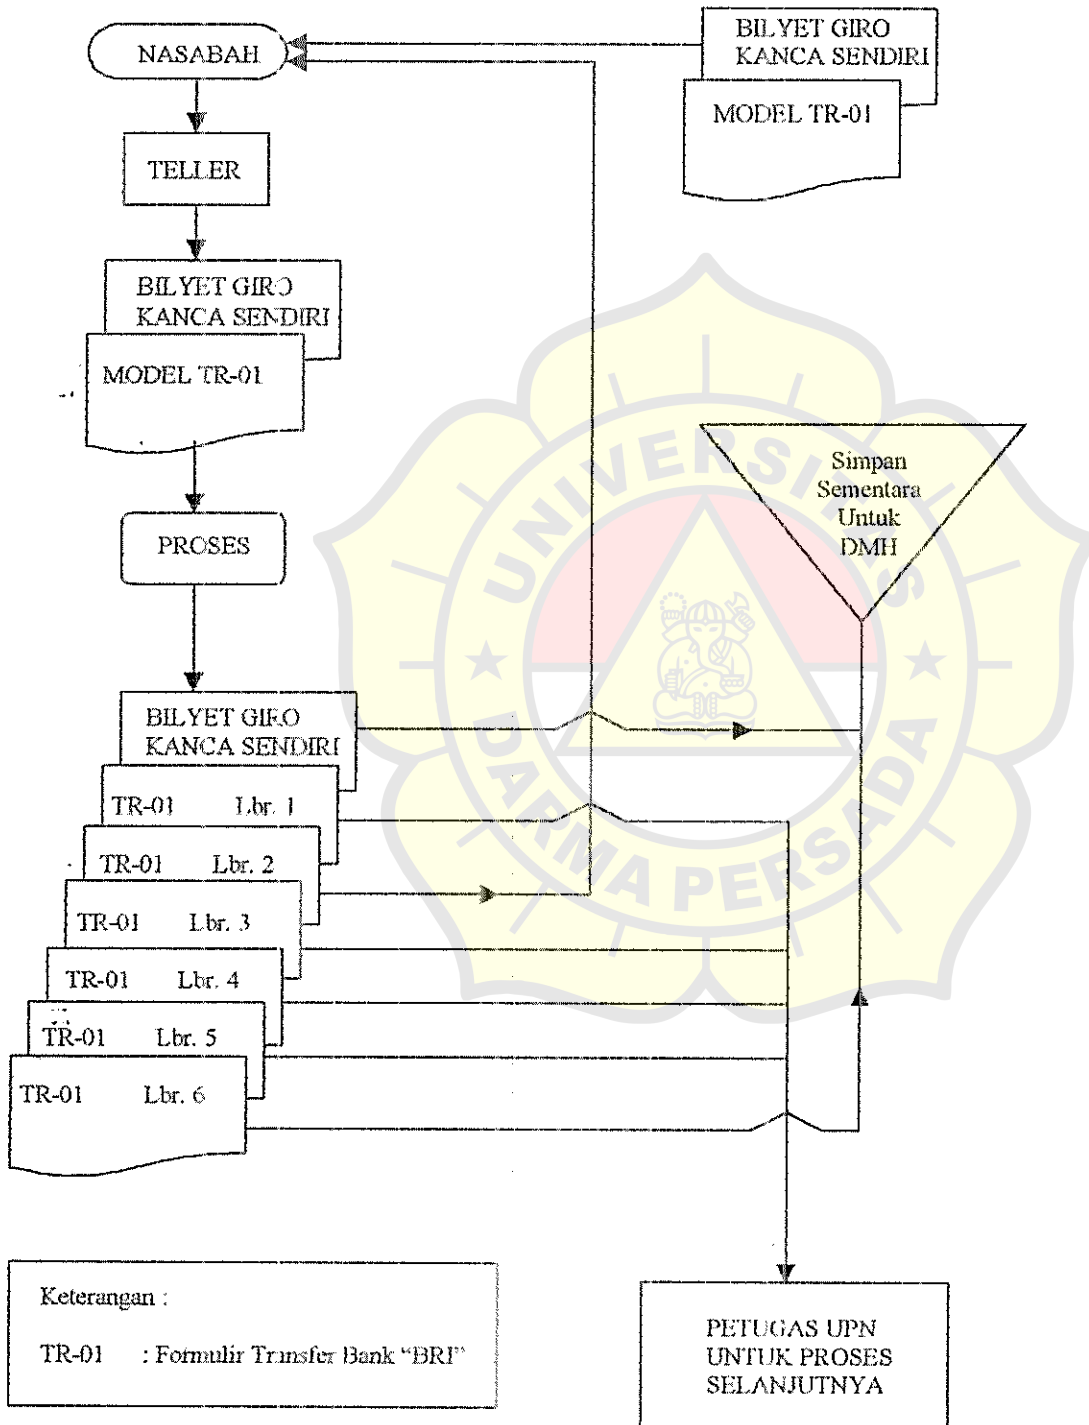 NASABAH
BILYET GIRO
KANCA SENDIRI
MODEL TR-01
TELLER
BILYET GIRO
KANCA SENDIRI
MODEL TR-01
PROSES
Simpan
Sementara
Untuk
DMH
BILYET GIRO
KANCA SENDIRI
TR-01 Lbr. 1
TR-01 Lbr. 2
TR-01 Lbr. 3
TR-01 Lbr. 4
TR-01 Lbr. 5
TR-01 Lbr. 6
UNIVERSITAS
DARMA PERSADA
Keterangan :
TR-01 : Formulir Transfer Bank “BRI”
PETUGAS UPN
UNTUK PROSES
SELANJUTNYA